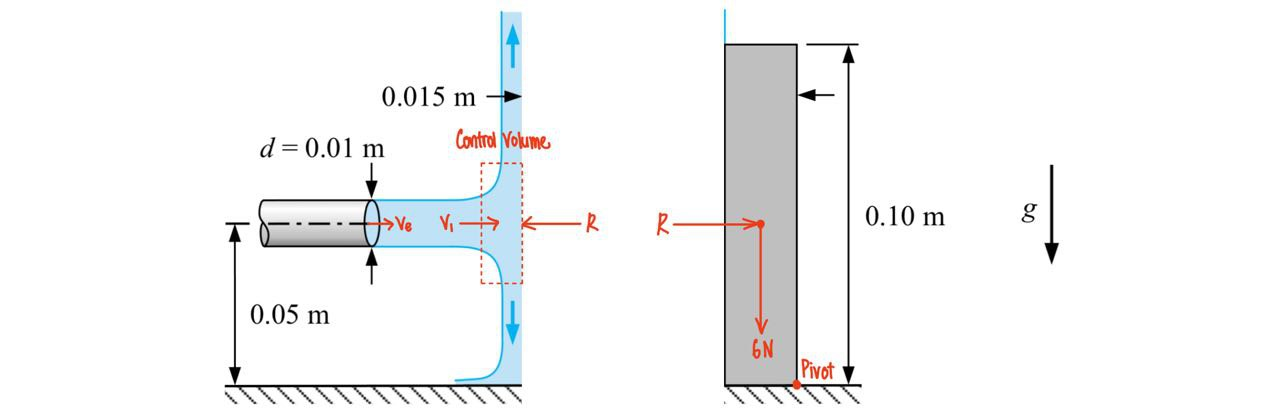 0.015 m
Control Volume
d = 0.01 m
Ve
V₁
R
0.05 m
R
6N
Pivot
0.10 m
g